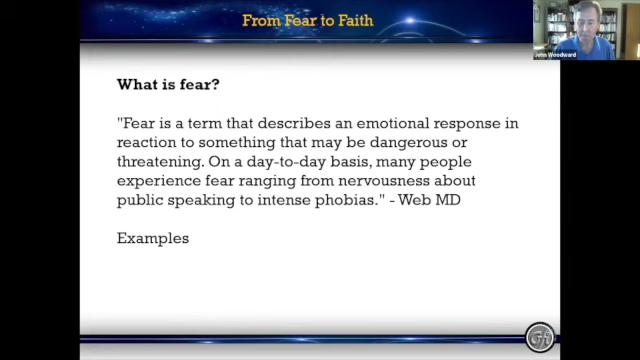 From Fear to Faith
John Woodward
What is fear?
"Fear is a term that describes an emotional response in
reaction to something that may be dangerous or
threatening. On a day-to-day basis, many people
experience fear ranging from nervousness about
public speaking to intense phobias." - Web MD
Examples